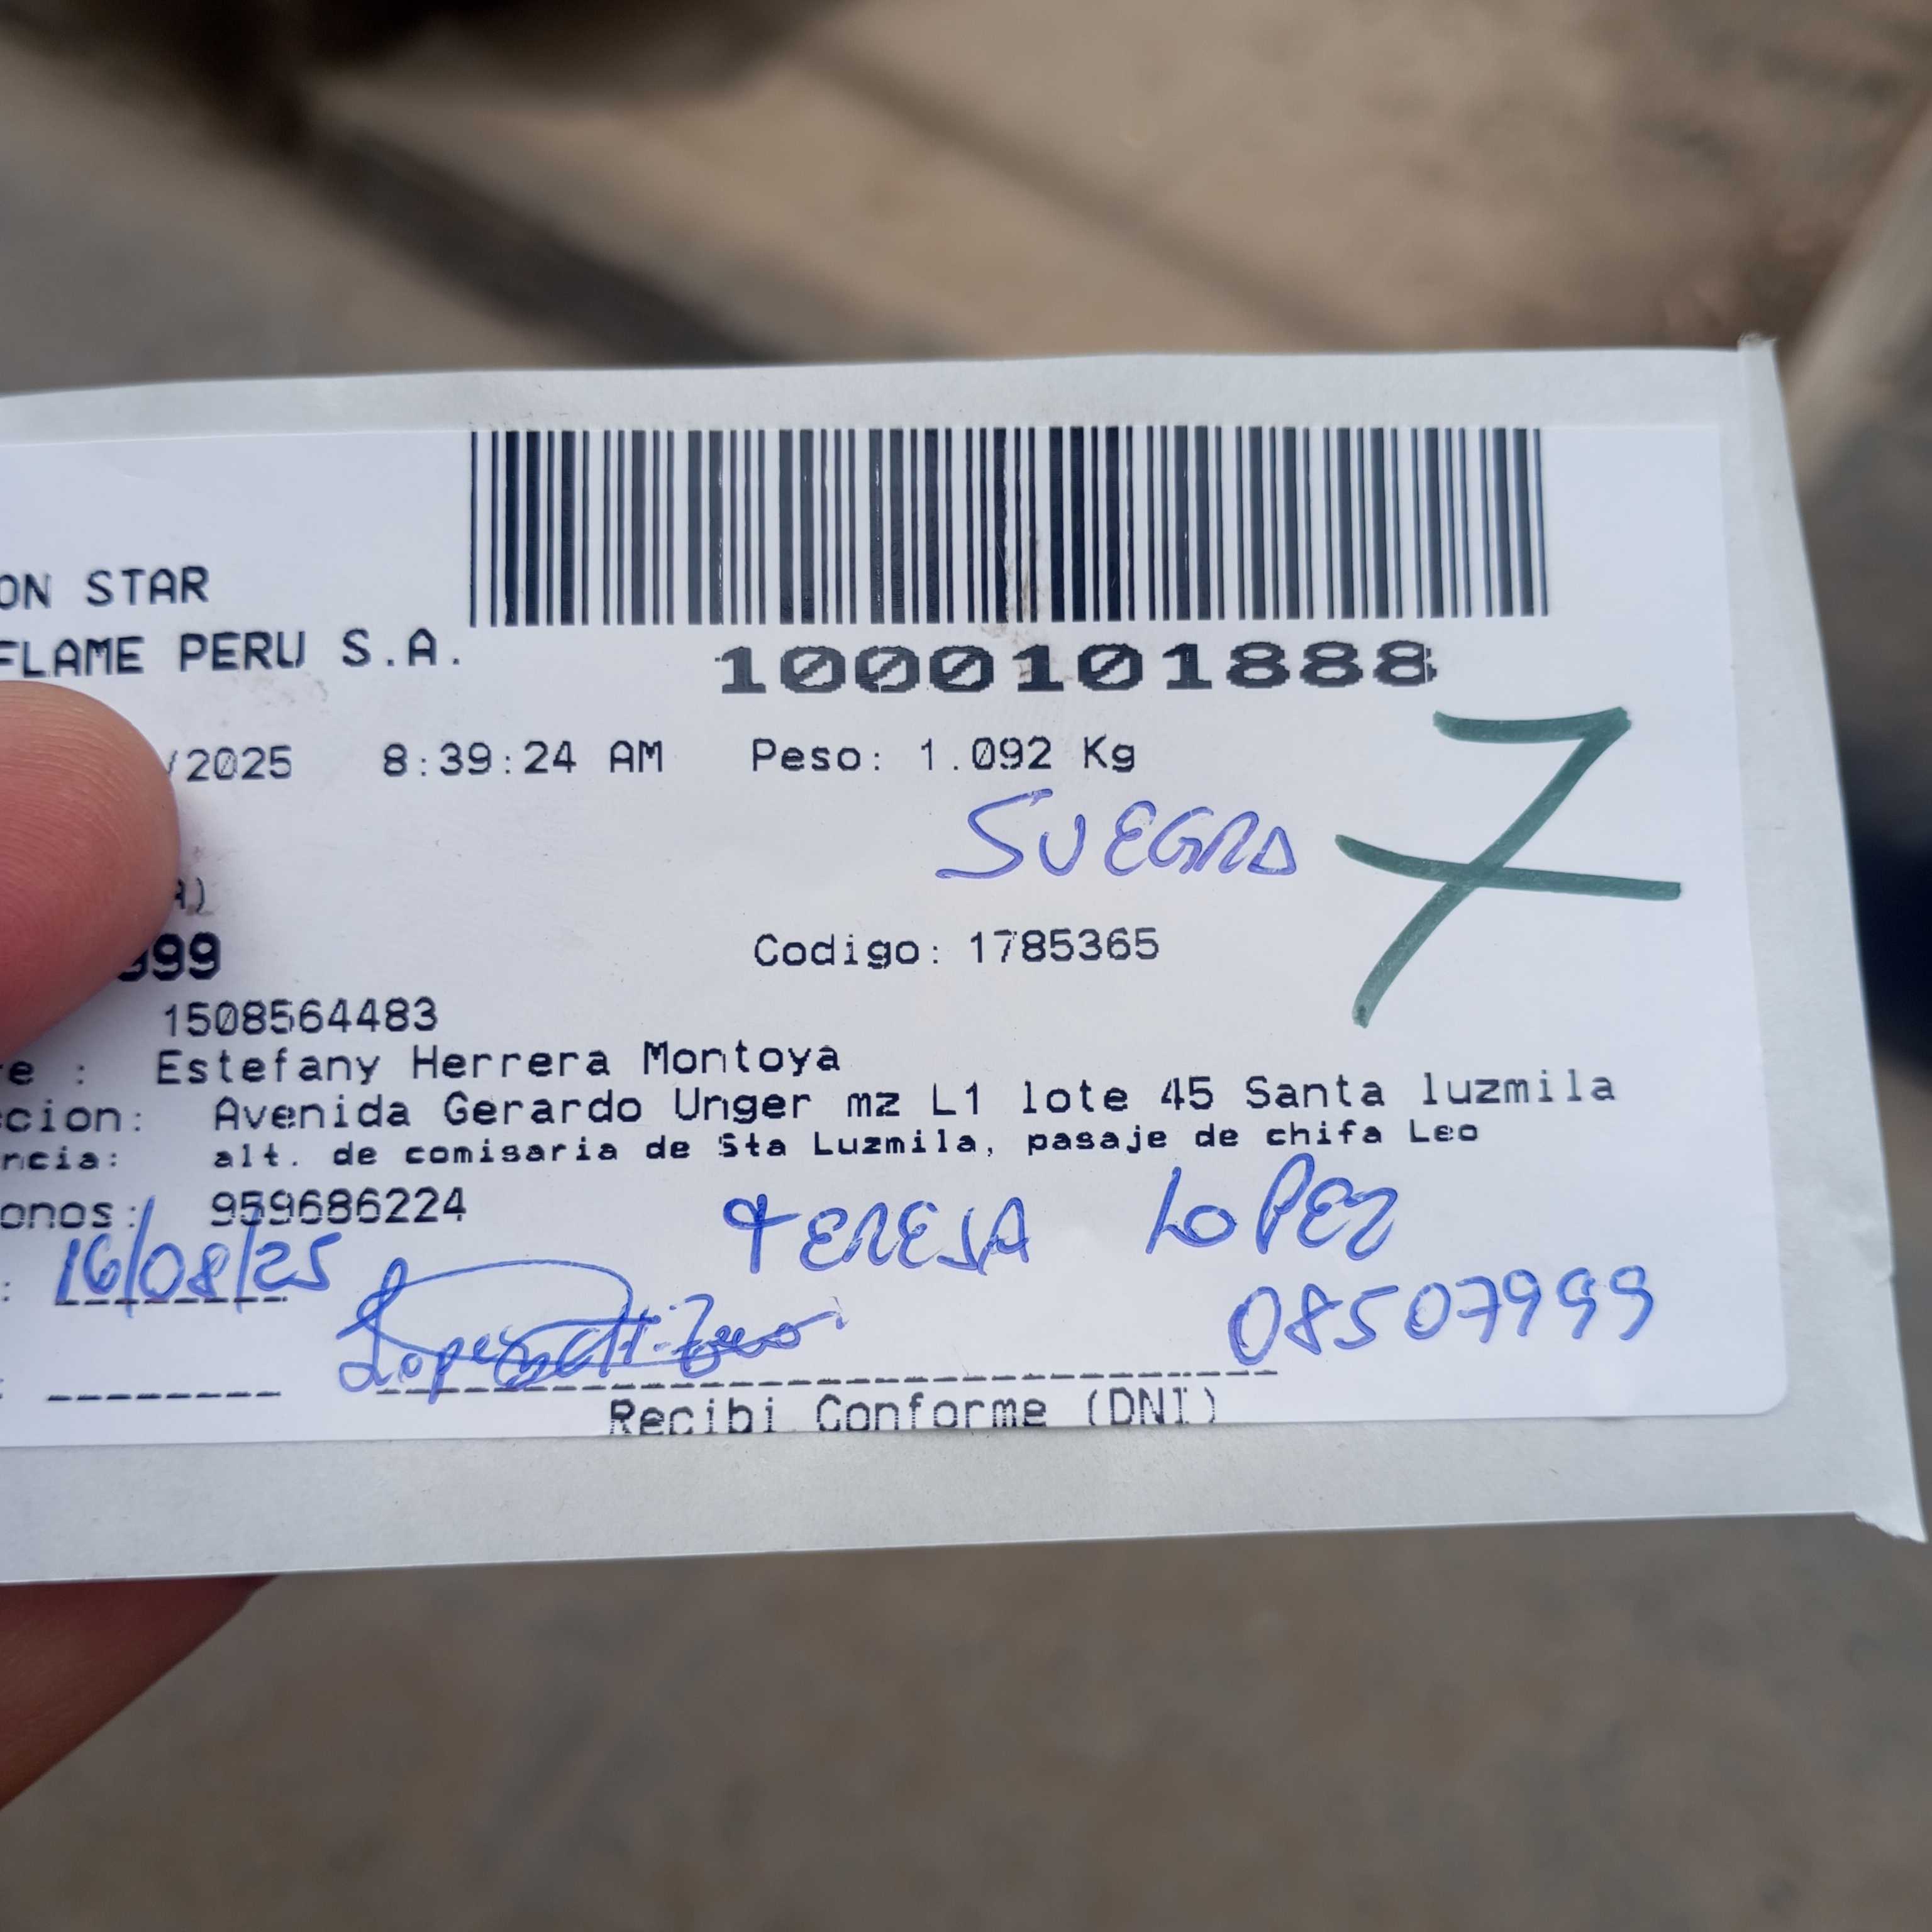 ON STAR
FLAME PERU S.A.
1000101888
/2025 8:39:24 AM Peso: 1.092 Kg
SUEGRA
7
A)
999 Codigo: 1785365
1508564483
e : Estefany Herrera Montoya
cion: Avenida Gerardo Unger mz L1 lote 45 Santa luzmila
ncia: alt. de comisaria de Sta Luzmila, pasaje de chifa Leo
onos: 959686224
TERESA LOPEZ
: 16/08/25
08507999
Recibi Conforme (DNI)